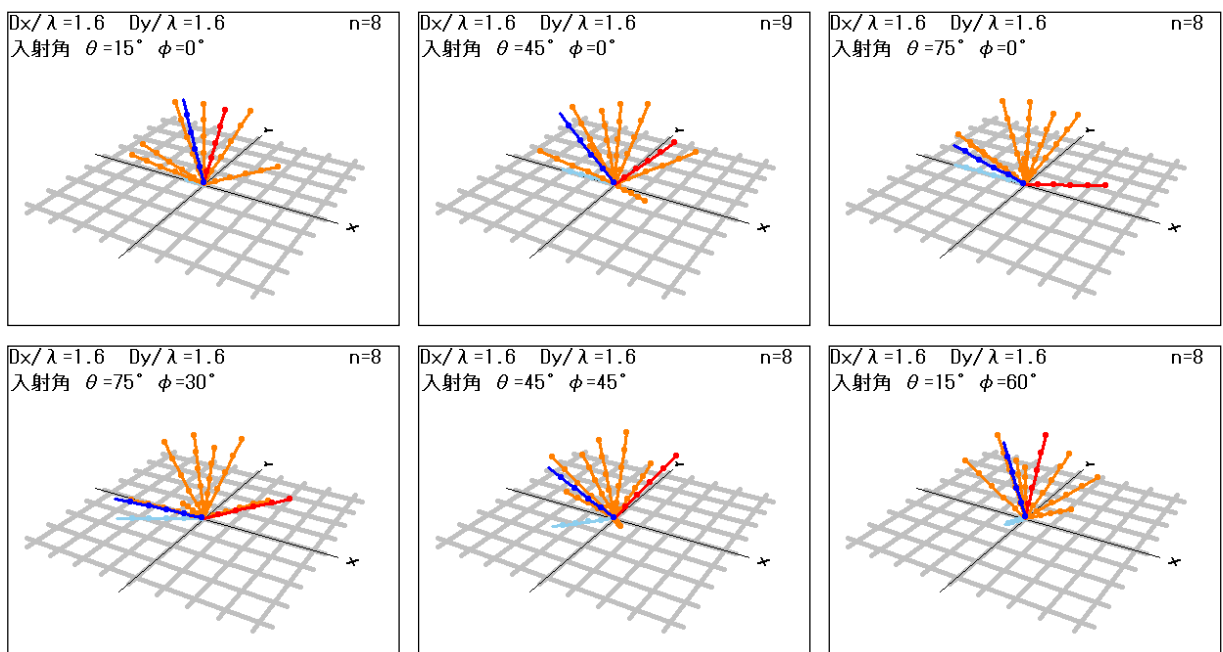 Dx/λ=1.6 Dy/λ=1.6 n=8
入射角 θ=15° φ=0°
Y
X
Dx/λ=1.6 Dy/λ=1.6 n=9
入射角 θ=45° φ=0°
Y
X
Dx/λ=1.6 Dy/λ=1.6 n=8
入射角 θ=75° φ=0°
Y
X
Dx/λ=1.6 Dy/λ=1.6 n=8
入射角 θ=75° φ=30°
Y
X
Dx/λ=1.6 Dy/λ=1.6 n=8
入射角 θ=45° φ=45°
Y
X
Dx/λ=1.6 Dy/λ=1.6 n=8
入射角 θ=15° φ=60°
Y
X